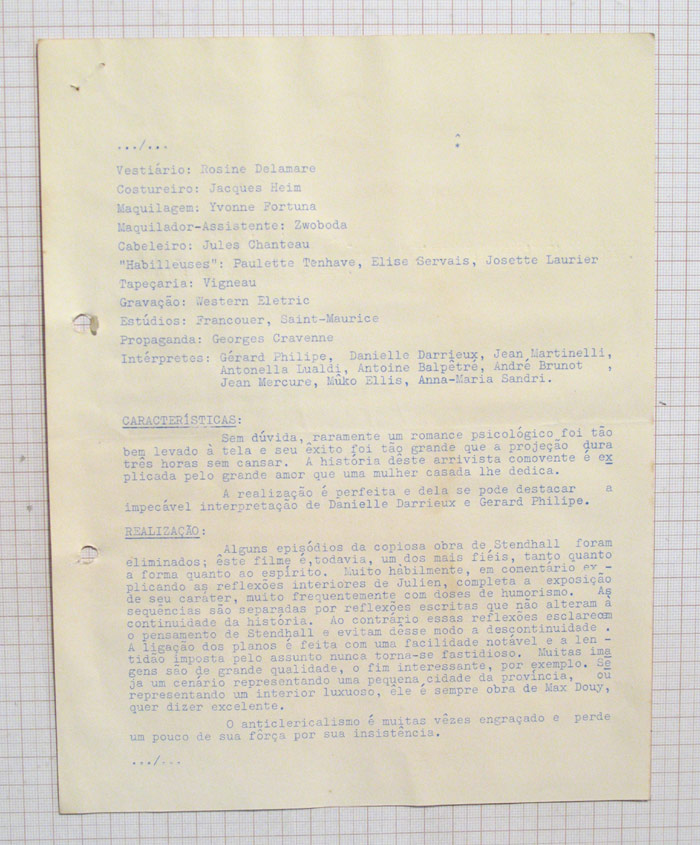 .../...
Vestiário: Rosine Delamare
Costureiro: Jacques Heim
Maquilagem: Yvonne Fortuna
Maquilador-Assistente: Zwoboda
Cabeleiro: Jules Chanteau
"Habilleuses": Paulette Tenhave, Elise Servais, Josette Laurier
Tapeçaria: Vigneau
Gravação: Western Eletric
Estúdios: Francouer, Saint-Maurice
Propaganda: Georges Cravenne
Intérpretes: Gérard Philipe, Danielle Darrieux, Jean Martinelli,
Antonella Lualdi, Antoine Balpêtré, André Brunot ,
Jean Mercure, Mûko Ellis, Anna-Maria Sandri.
CARACTERÍSTICAS:
Sem dúvida, raramente um romance psicológico foi tão
bem levado à tela e seu êxito foi tão grande que a projeção dura
três horas sem cansar. A história dêste arrivista comovente é ex
plicada pelo grande amor que uma mulher casada lhe dedica.
A realização é perfeita e dela se pode destacar a
impecável interpretação de Danielle Darrieux e Gerard Philipe.
REALIZAÇÃO:
Alguns episódios da copiosa obra de Stendhall foram
eliminados; êste filme é,todavia, um dos mais fiéis, tanto quanto
a forma quanto ao espírito. Muito hàbilmente, em comentário ex -
plicando as reflexões interiores de Julien, completa a exposição
de seu caráter, muito frequentemente com doses de humorismo. As
sequências são separadas por reflexões escritas que não alteram a
continuidade da história. Ao contrário essas reflexões esclarecem
o pensamento de Stendhall e evitam dêsse modo a descontinuidade .
A ligação dos planos é feita com uma facilidade notável e a len -
tidão imposta pelo assunto nunca torna-se fastidioso. Muitas ima
gens são de grande qualidade, o fim interessante, por exemplo. Se
ja um cenário representando uma pequena cidade da província, ou
representando um interior luxuoso, êle é sempre obra de Max Douy,
quer dizer excelente.
O anticlericalismo é muitas vêzes engraçado e perde
um pouco de sua fôrça por sua insistência.
.../...